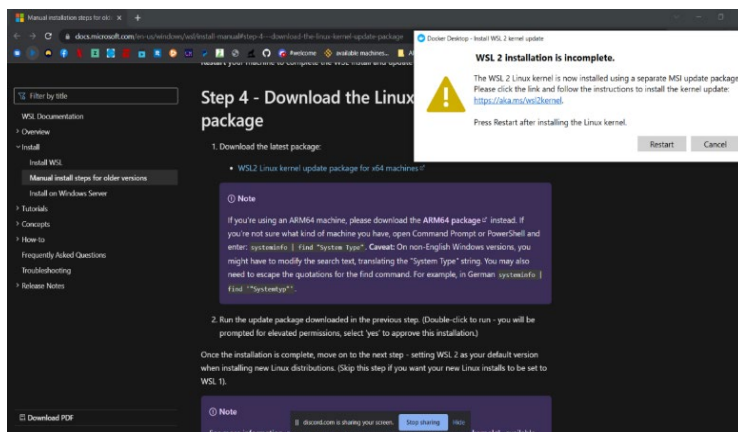 Manual installation steps for old
docs.microsoft.com/en-us/windows/wsl/install-manual#step-4---download-the-linux-kernel-update-package
#welcome
available machines...
Restart your machine to complete the WSL install and update
Filter by title
WSL Documentation
Overview
Install
Install WSL
Manual install steps for older versions
Install on Windows Server
Tutorials
Concepts
How-to
Frequently Asked Questions
Troubleshooting
Release Notes
Download PDF
Step 4 - Download the Linux
package
1. Download the latest package:
• WSL2 Linux kernel update package for x64 machines
Note
If you're using an ARM64 machine, please download the ARM64 package instead. If
you're not sure what kind of machine you have, open Command Prompt or PowerShell and
enter: systeminfo | find "System Type". Caveat: On non-English Windows versions, you
might have to modify the search text, translating the "System Type" string. You may also
need to escape the quotations for the find command. For example, in German systeminfo |
find '"Systemtyp"'.
2. Run the update package downloaded in the previous step. (Double-click to run - you will be
prompted for elevated permissions, select 'yes' to approve this installation.)
Once the installation is complete, move on to the next step - setting WSL 2 as your default version
when installing new Linux distributions. (Skip this step if you want your new Linux installs to be set to
WSL 1).
Note
discord.com is sharing your screen.
Stop sharing
Hide
Docker Desktop - Install WSL 2 kernel update
WSL 2 installation is incomplete.
The WSL 2 Linux kernel is now installed using a separate MSI update package
Please click the link and follow the instructions to install the kernel update:
https://aka.ms/wsl2kernel.
Press Restart after installing the Linux kernel.
Restart
Cancel